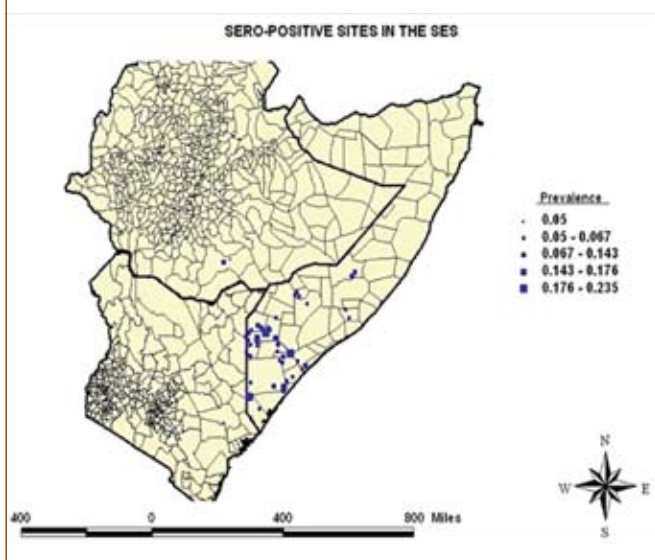 SERO-POSITIVE SITES IN THE SES
Prevalence
0.05
0.05 - 0.067
0.067 - 0.143
0.143 - 0.176
0.176 - 0.235
N
W E
S
400 0 400 800 Miles